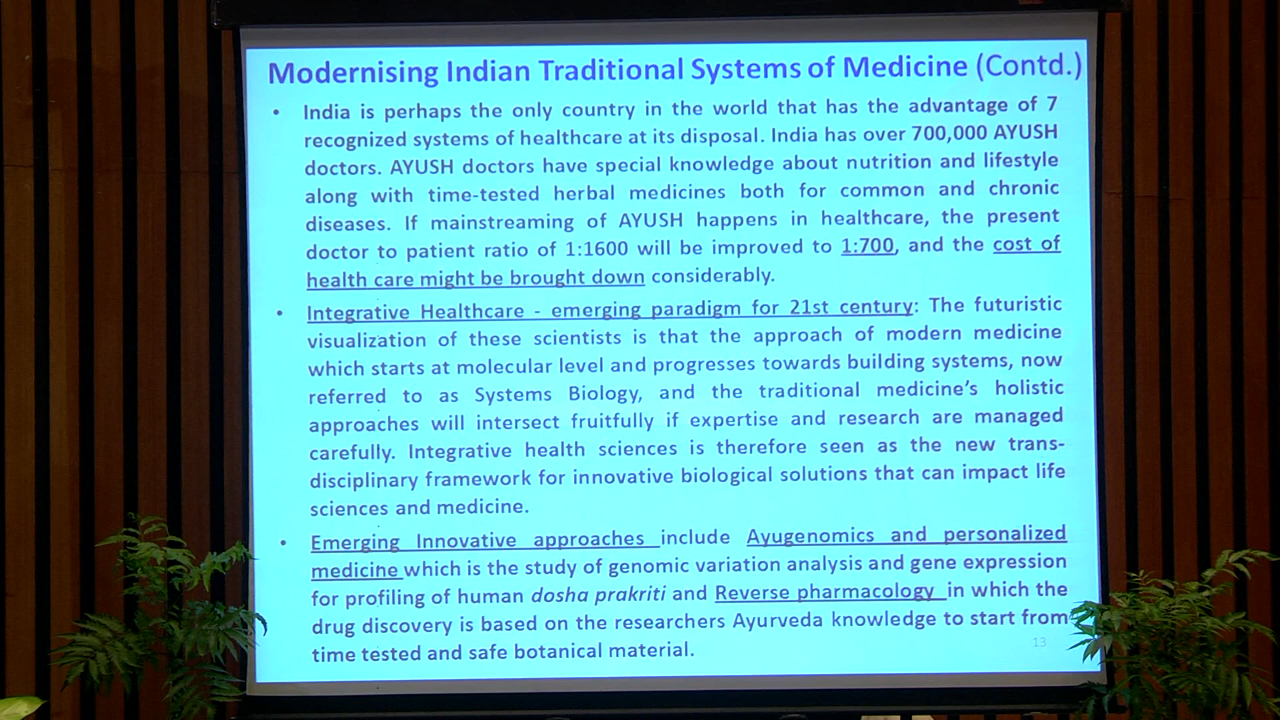 Modernising Indian Traditional Systems of Medicine (Contd.)
• India is perhaps the only country in the world that has the advantage of 7
recognized systems of healthcare at its disposal. India has over 700,000 AYUSH
doctors. AYUSH doctors have special knowledge about nutrition and lifestyle
along with time-tested herbal medicines both for common and chronic
diseases. If mainstreaming of AYUSH happens in healthcare, the present
doctor to patient ratio of 1:1600 will be improved to 1:700, and the cost of
health care might be brought down considerably.
• Integrative Healthcare - emerging paradigm for 21st century: The futuristic
visualization of these scientists is that the approach of modern medicine
which starts at molecular level and progresses towards building systems, now
referred to as Systems Biology, and the traditional medicine's holistic
approaches will intersect fruitfully if expertise and research are managed
carefully. Integrative health sciences is therefore seen as the new trans-
disciplinary framework for innovative biological solutions that can impact life
sciences and medicine.
• Emerging Innovative approaches include Ayugenomics and personalized
medicine which is the study of genomic variation analysis and gene expression
for profiling of human dosha prakriti and Reverse pharmacology in which the
drug discovery is based on the researchers Ayurveda knowledge to start from
time tested and safe botanical material.
13